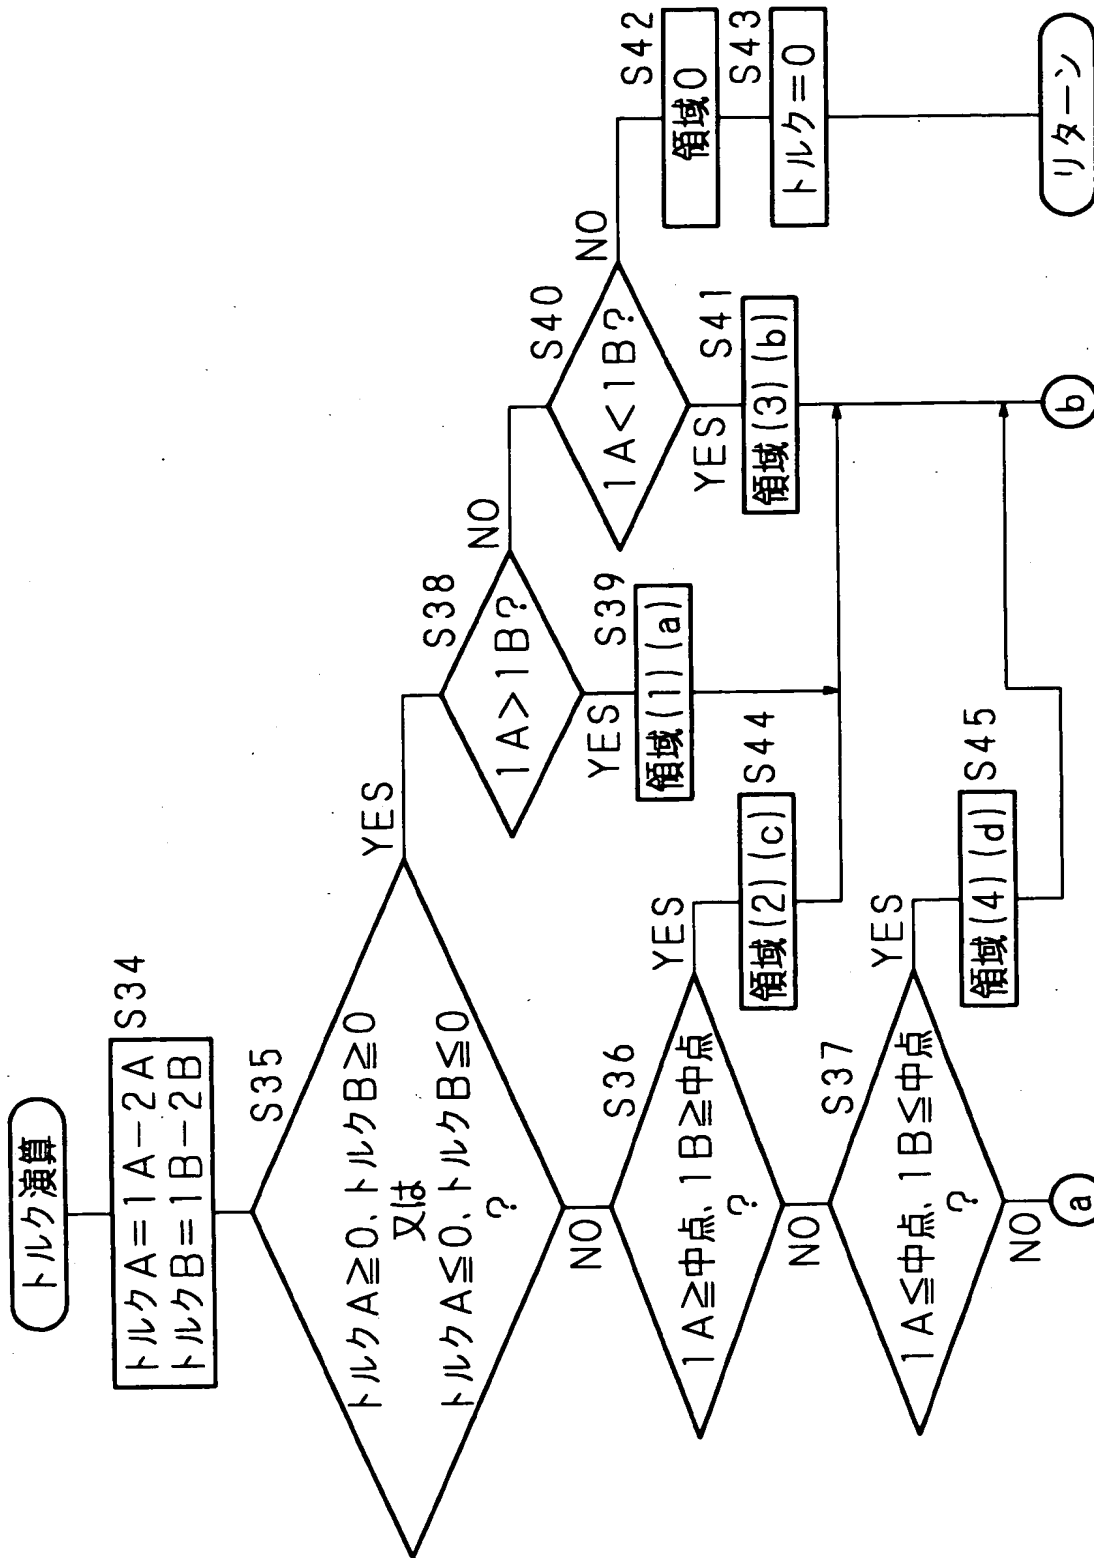 トルク演算
S34
トルクA=1A-2A
トルクB=1B-2B
S35
トルクA≧0、トルクB≧0
又は
トルクA≦0、トルクB≦0
?
YES
NO
S38
1A>1B?
NO
YES
S39
領域(1)(a)
S40
1A<1B?
NO
YES
S41
領域(3)(b)
S42
領域0
S43
トルク=0
リターン
S36
1A≧中点、1B≧中点
?
YES
NO
領域(2)(c)
S44
S37
1A≦中点、1B≦中点
?
YES
NO
領域(4)(d)
S45
a
b